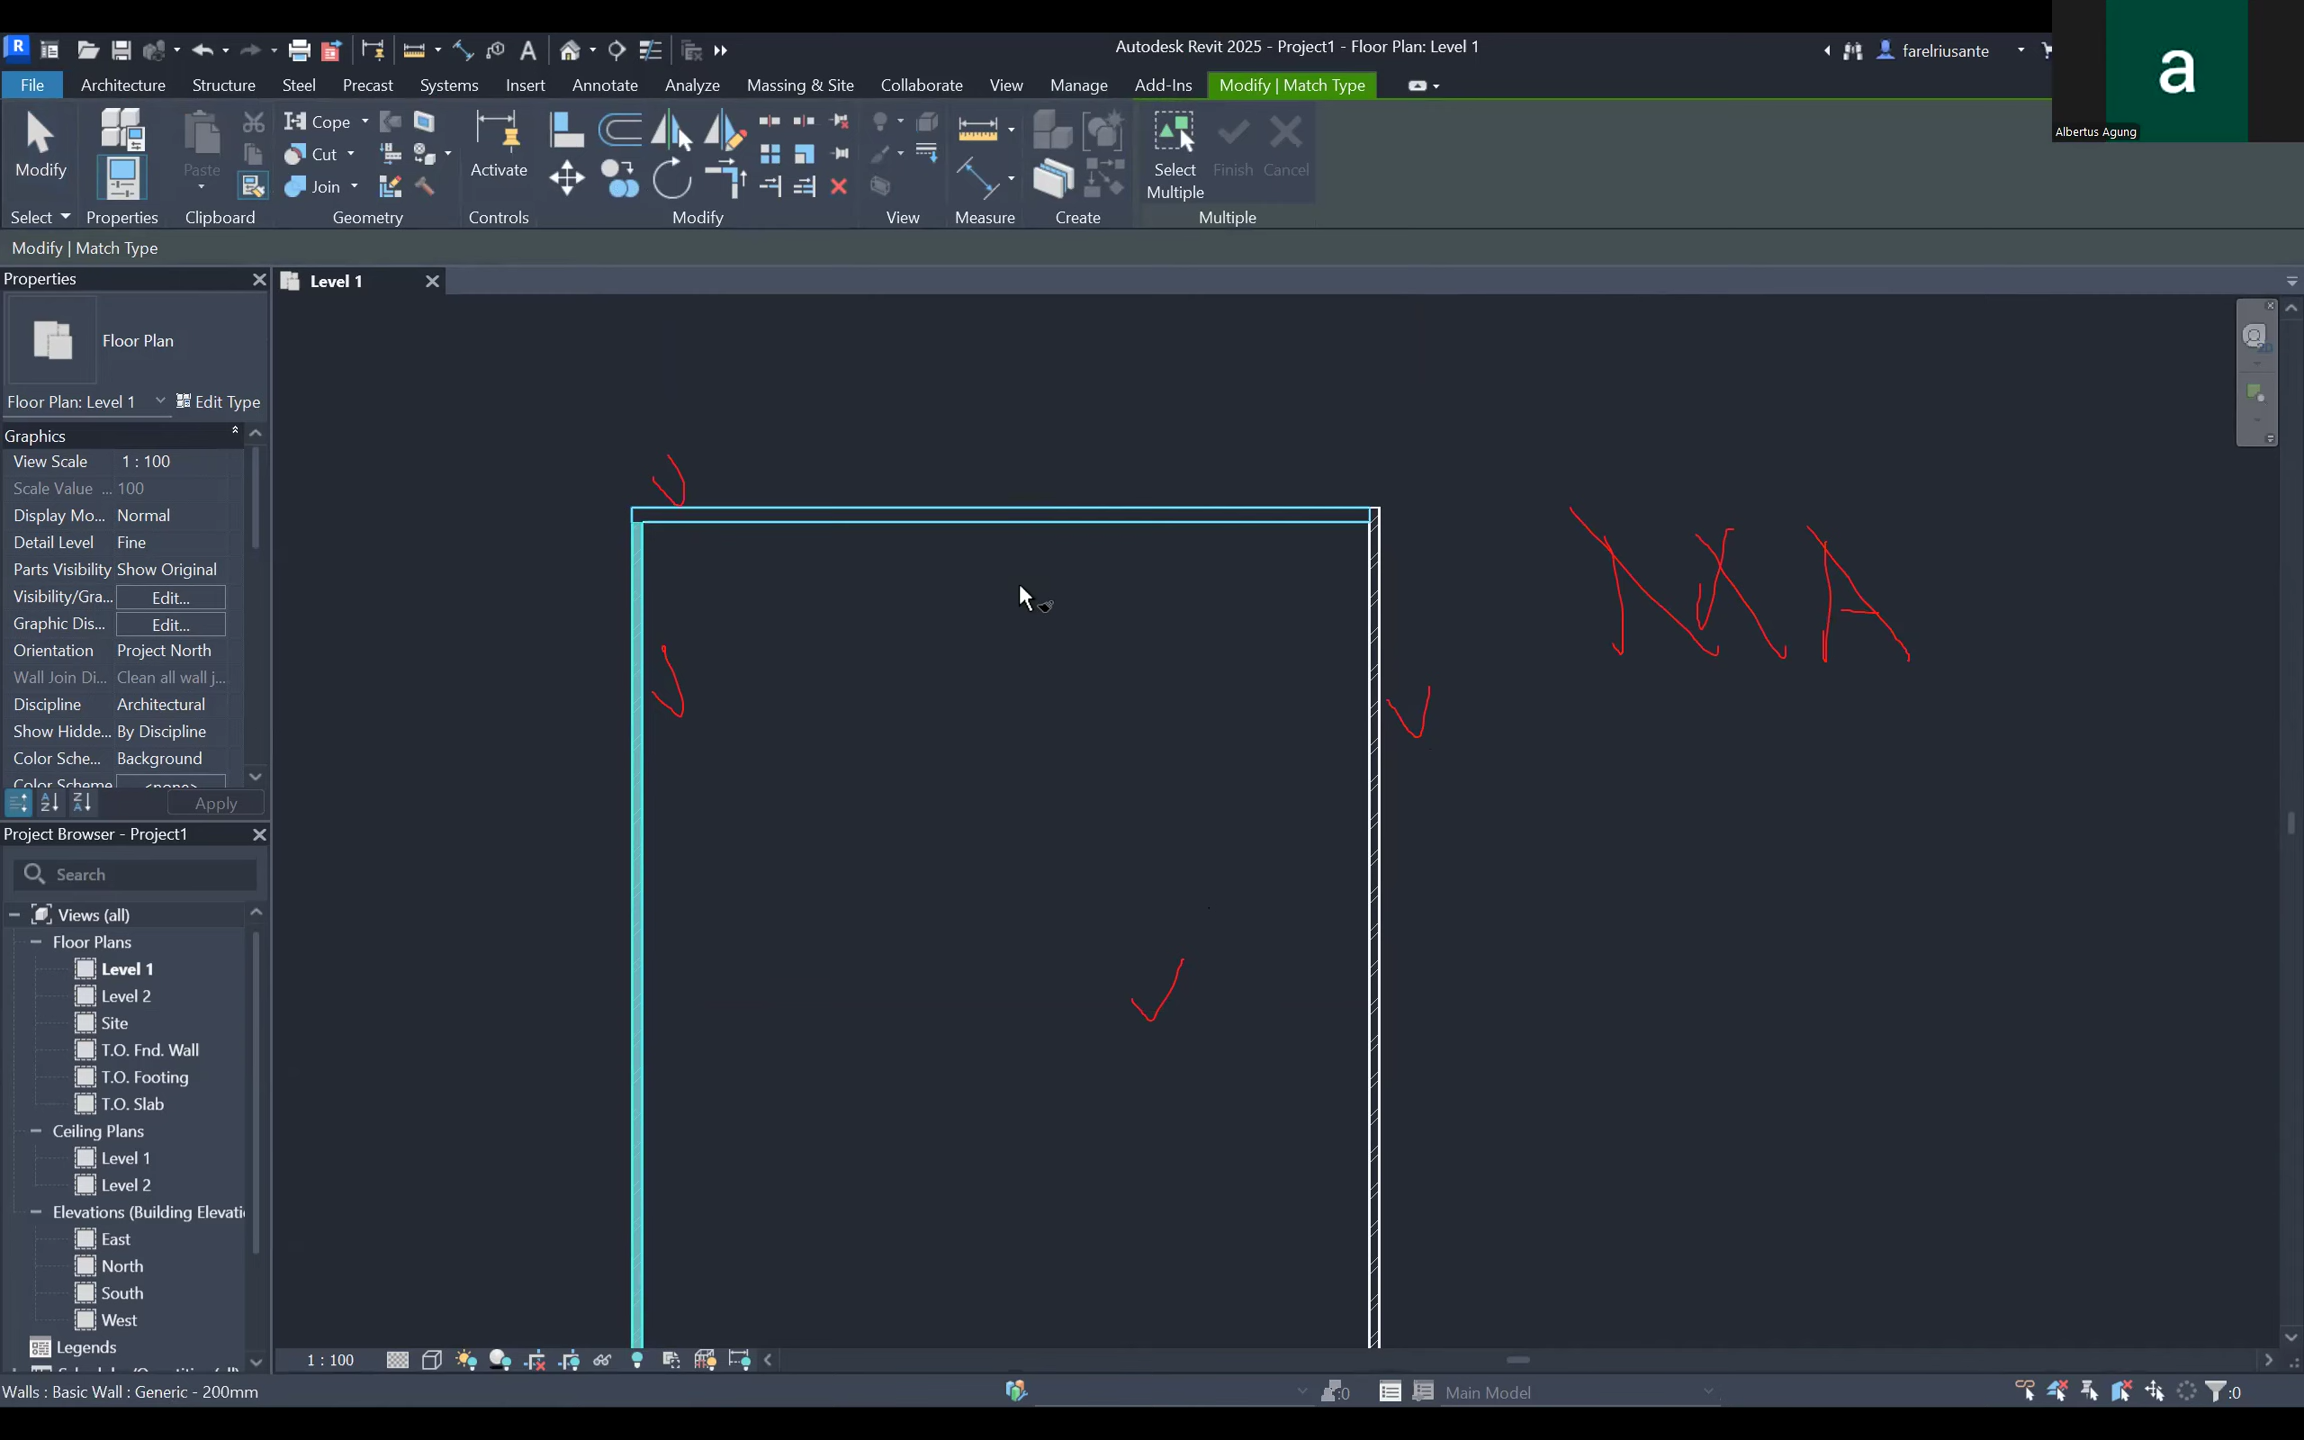 Autodesk Revit 2025 - Project1 - Floor Plan: Level 1
farelriusante
a
Albertus Agung
File Architecture Structure Steel Precast Systems Insert Annotate Analyze Massing & Site Collaborate View Manage Add-Ins Modify | Match Type
Modify
Paste
Cope
Cut
Join
Activate
Select Multiple
Finish
Cancel
Select Properties Clipboard Geometry Controls Modify View Measure Create Multiple
Modify | Match Type
Properties
Level 1
Floor Plan
Floor Plan: Level 1 Edit Type
Graphics
View Scale 1 : 100
Scale Value ... 100
Display Mo... Normal
Detail Level Fine
Parts Visibility Show Original
Visibility/Gra... Edit...
Graphic Dis... Edit...
Orientation Project North
Wall Join Di... Clean all wall j...
Discipline Architectural
Show Hidde... By Discipline
Color Sche... Background
Color Scheme <none>
Apply
Project Browser - Project1
Search
Views (all)
Floor Plans
Level 1
Level 2
Site
T.O. Fnd. Wall
T.O. Footing
T.O. Slab
Ceiling Plans
Level 1
Level 2
Elevations (Building Elevati
East
North
South
West
Legends
1 : 100
Walls : Basic Wall : Generic - 200mm
:0
Main Model
:0